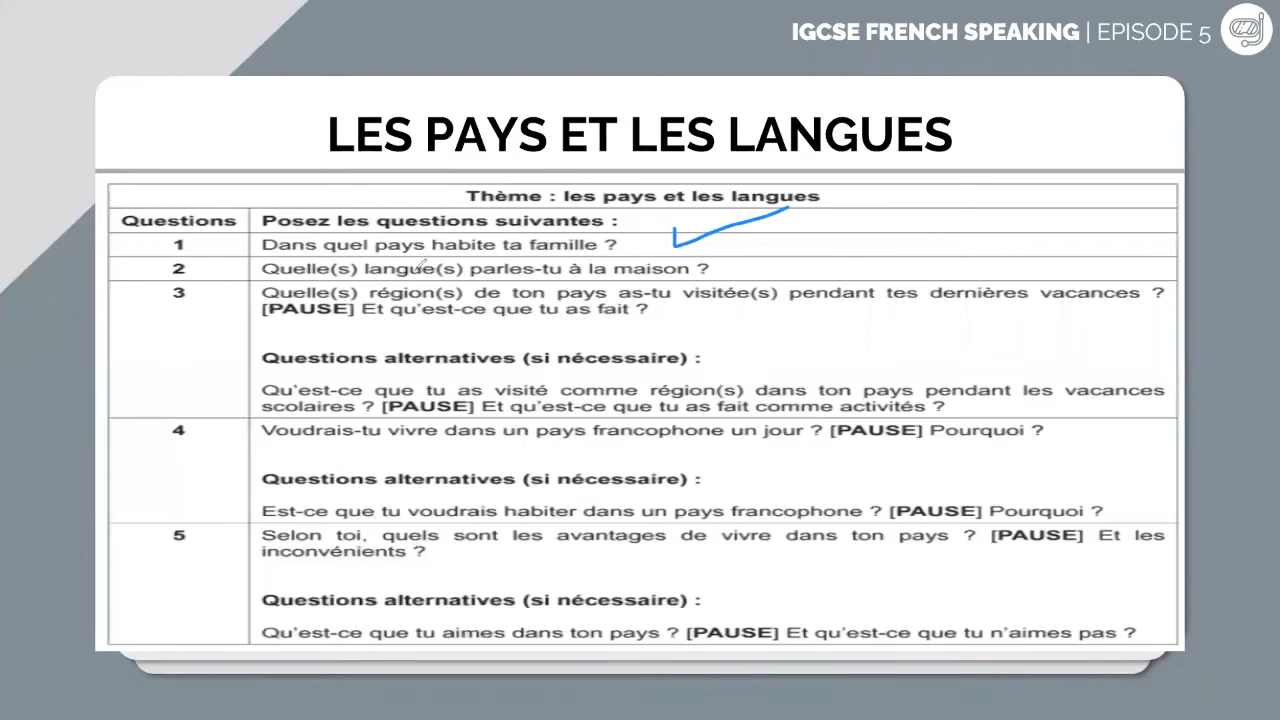 IGCSE FRENCH SPEAKING | EPISODE 5
LES PAYS ET LES LANGUES
Thème : les pays et les langues
Questions Posez les questions suivantes :
1 Dans quel pays habite ta famille ?
2 Quelle(s) langue(s) parles-tu à la maison ?
3 Quelle(s) région(s) de ton pays as-tu visitée(s) pendant tes dernières vacances ?
[PAUSE] Et qu'est-ce que tu as fait ?
Questions alternatives (si nécessaire) :
Qu'est-ce que tu as visité comme région(s) dans ton pays pendant les vacances
scolaires ? [PAUSE] Et qu'est-ce que tu as fait comme activités ?
4 Voudrais-tu vivre dans un pays francophone un jour ? [PAUSE] Pourquoi ?
Questions alternatives (si nécessaire) :
Est-ce que tu voudrais habiter dans un pays francophone ? [PAUSE] Pourquoi ?
5 Selon toi, quels sont les avantages de vivre dans ton pays ? [PAUSE] Et les
inconvénients ?
Questions alternatives (si nécessaire) :
Qu'est-ce que tu aimes dans ton pays ? [PAUSE] Et qu'est-ce que tu n'aimes pas ?